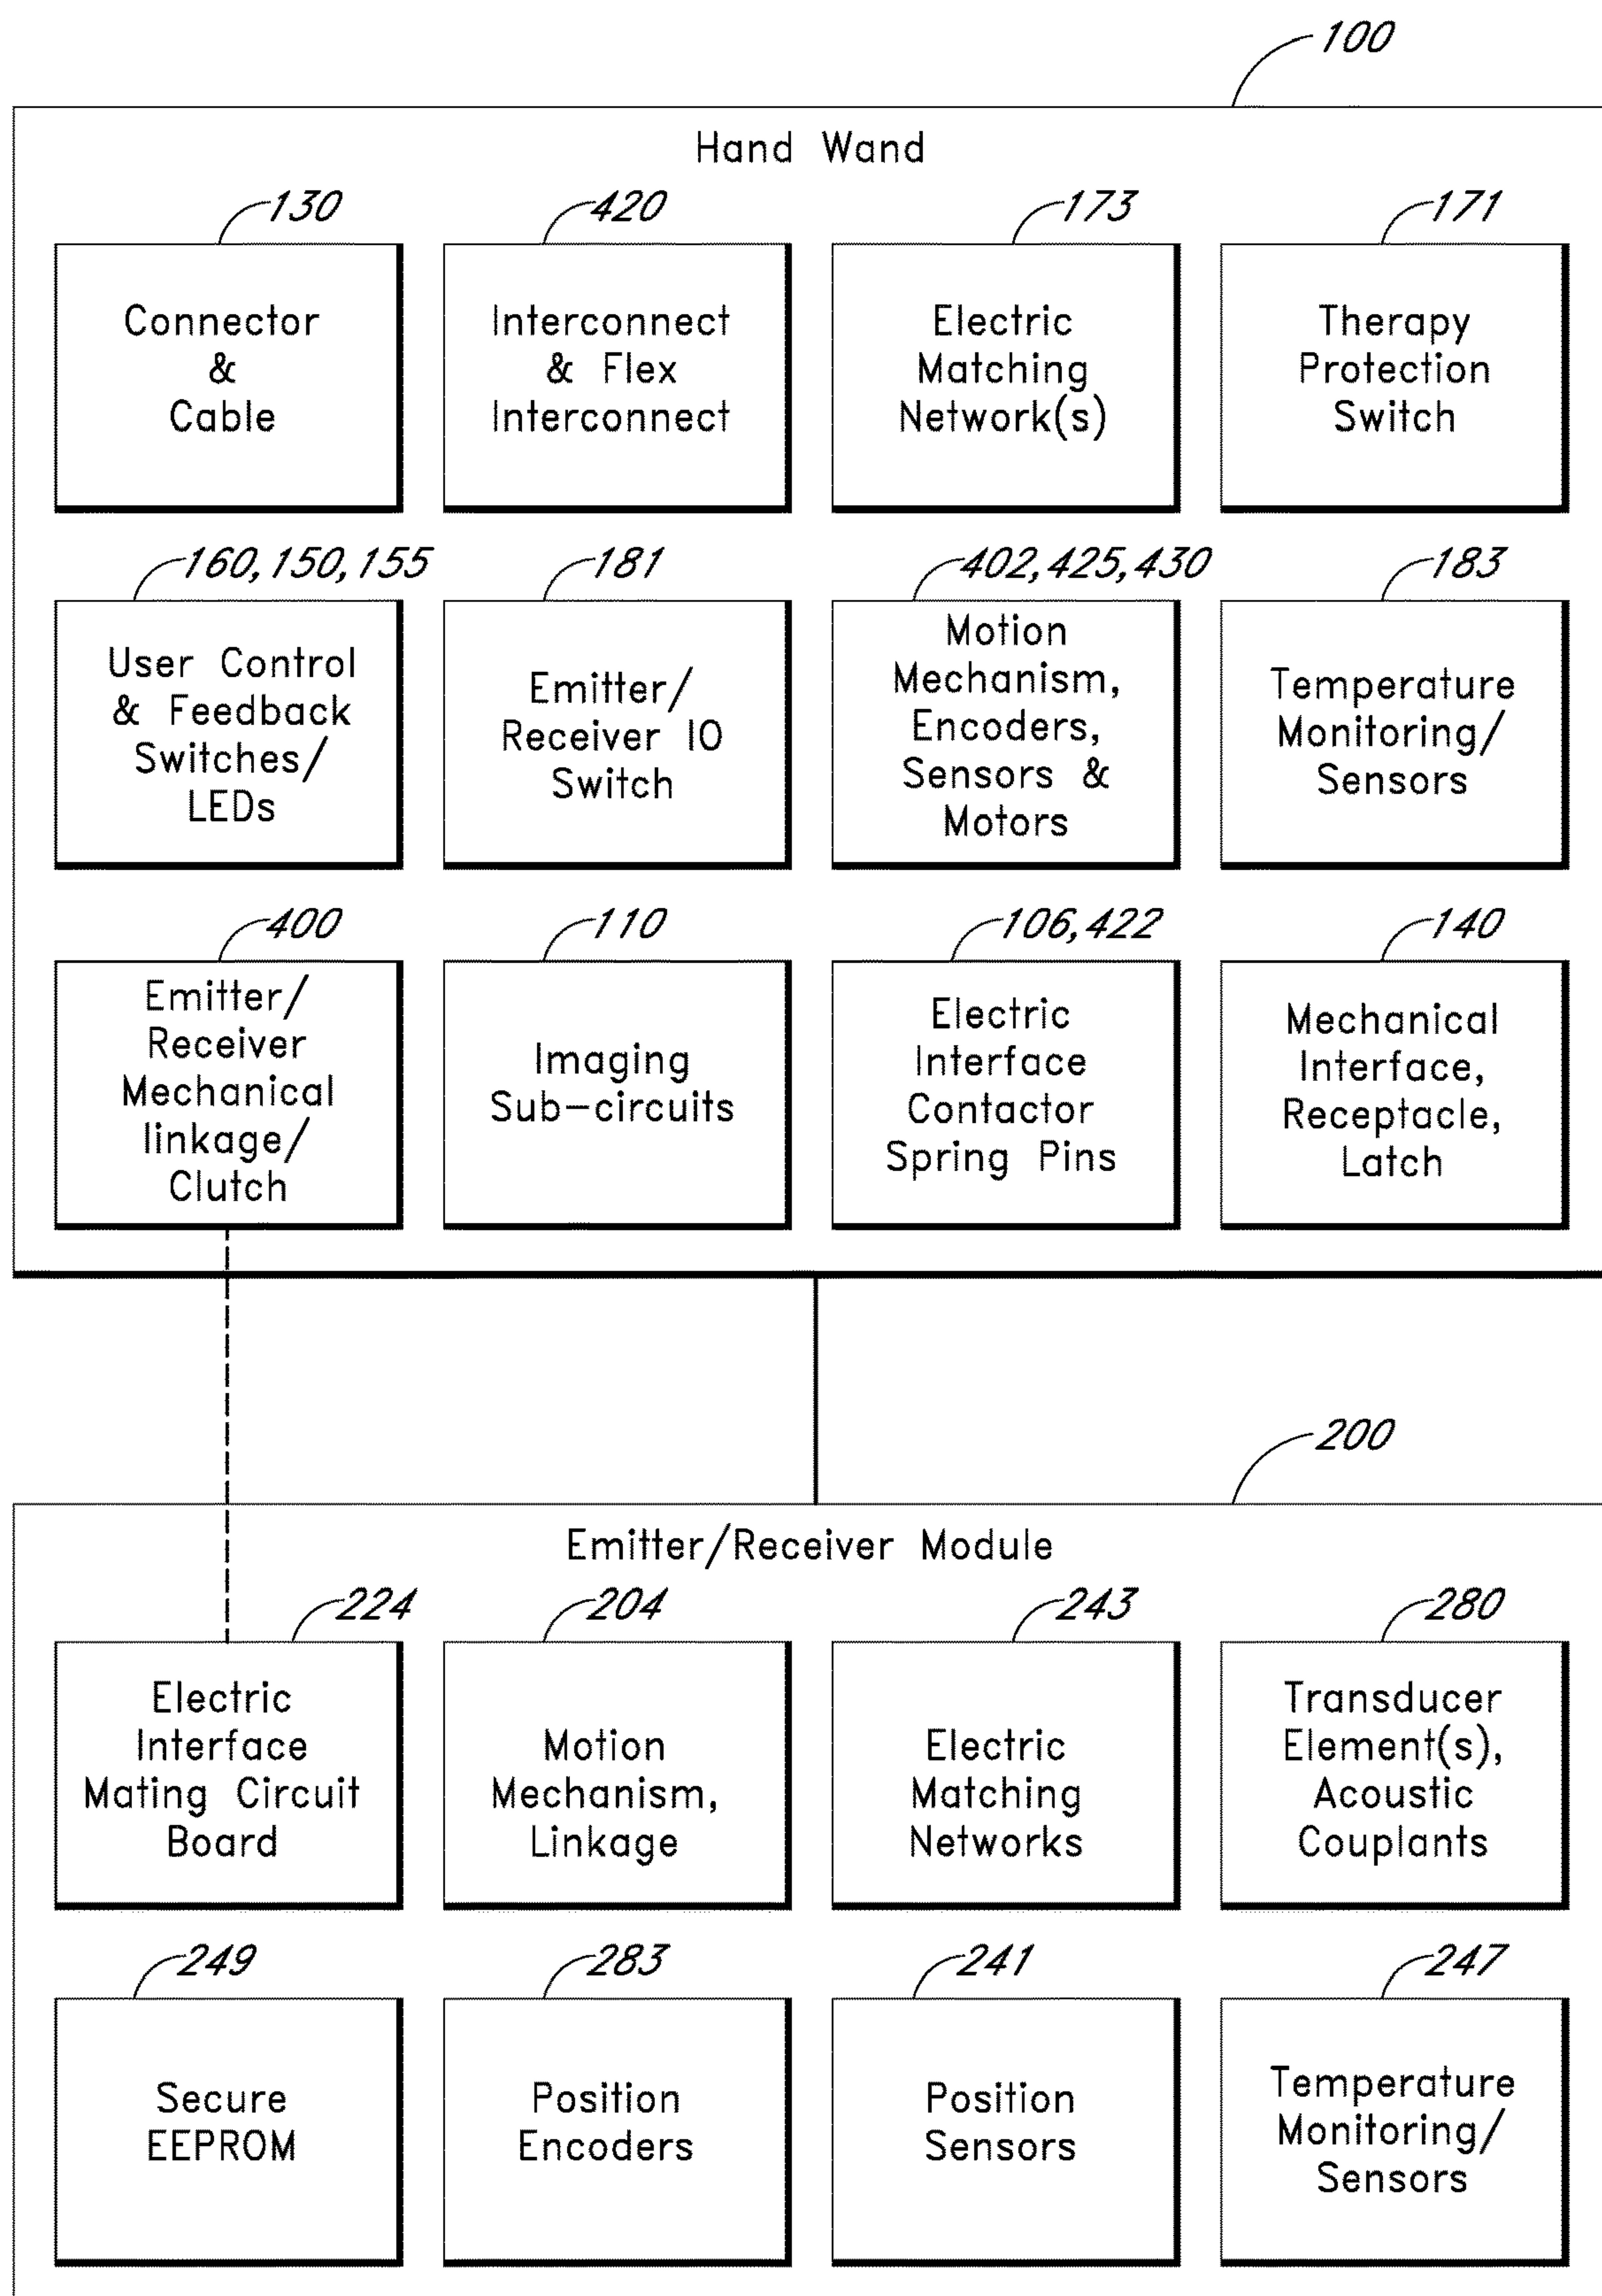 100
Hand Wand
130
Connector
&
Cable
420
Interconnect
& Flex
Interconnect
173
Electric
Matching
Network(s)
171
Therapy
Protection
Switch
160, 150, 155
User Control
& Feedback
Switches/
LEDs
181
Emitter/
Receiver IO
Switch
402, 425, 430
Motion
Mechanism,
Encoders,
Sensors &
Motors
183
Temperature
Monitoring/
Sensors
400
Emitter/
Receiver
Mechanical
linkage/
Clutch
110
Imaging
Sub-circuits
106, 422
Electric
Interface
Contactor
Spring Pins
140
Mechanical
Interface,
Receptacle,
Latch
200
Emitter/Receiver Module
224
Electric
Interface
Mating Circuit
Board
204
Motion
Mechanism,
Linkage
243
Electric
Matching
Networks
280
Transducer
Element(s),
Acoustic
Couplants
249
Secure
EEPROM
283
Position
Encoders
241
Position
Sensors
247
Temperature
Monitoring/
Sensors